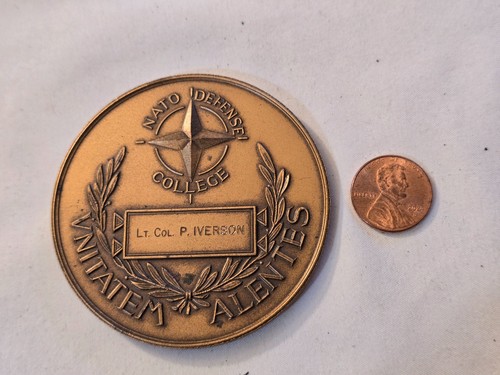 NATO DEFENSE
COLLEGE
LT. COL. P. IVERSON
VNITATEM ALENTES